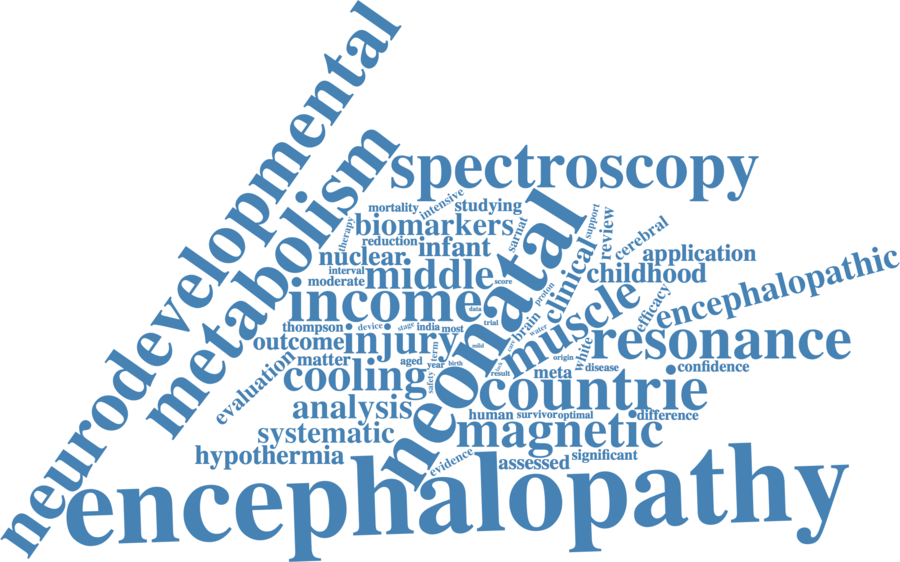 neurodevelopmental
metabolism
spectroscopy
neonatal
mortality
intensive
studying
therapy
biomarkers
sarnat
support
review
cerebral
reduction
infant
nuclear
clinical
application
interval
middle
score
childhood
moderate
proton
encephalopathic
income
data
muscle
efficacy
thompson
device
stage
india
most
trial
brain
water
outcome
injury
mild
care
white
resonance
matter
term
aged
year
birth
origin
evaluation
cooling
safety
result
meta
disease
confidence
analysis
countrie
human
survivor
optimal
difference
systematic
magnetic
hypothermia
evidence
assessed
significant
encephalopathy